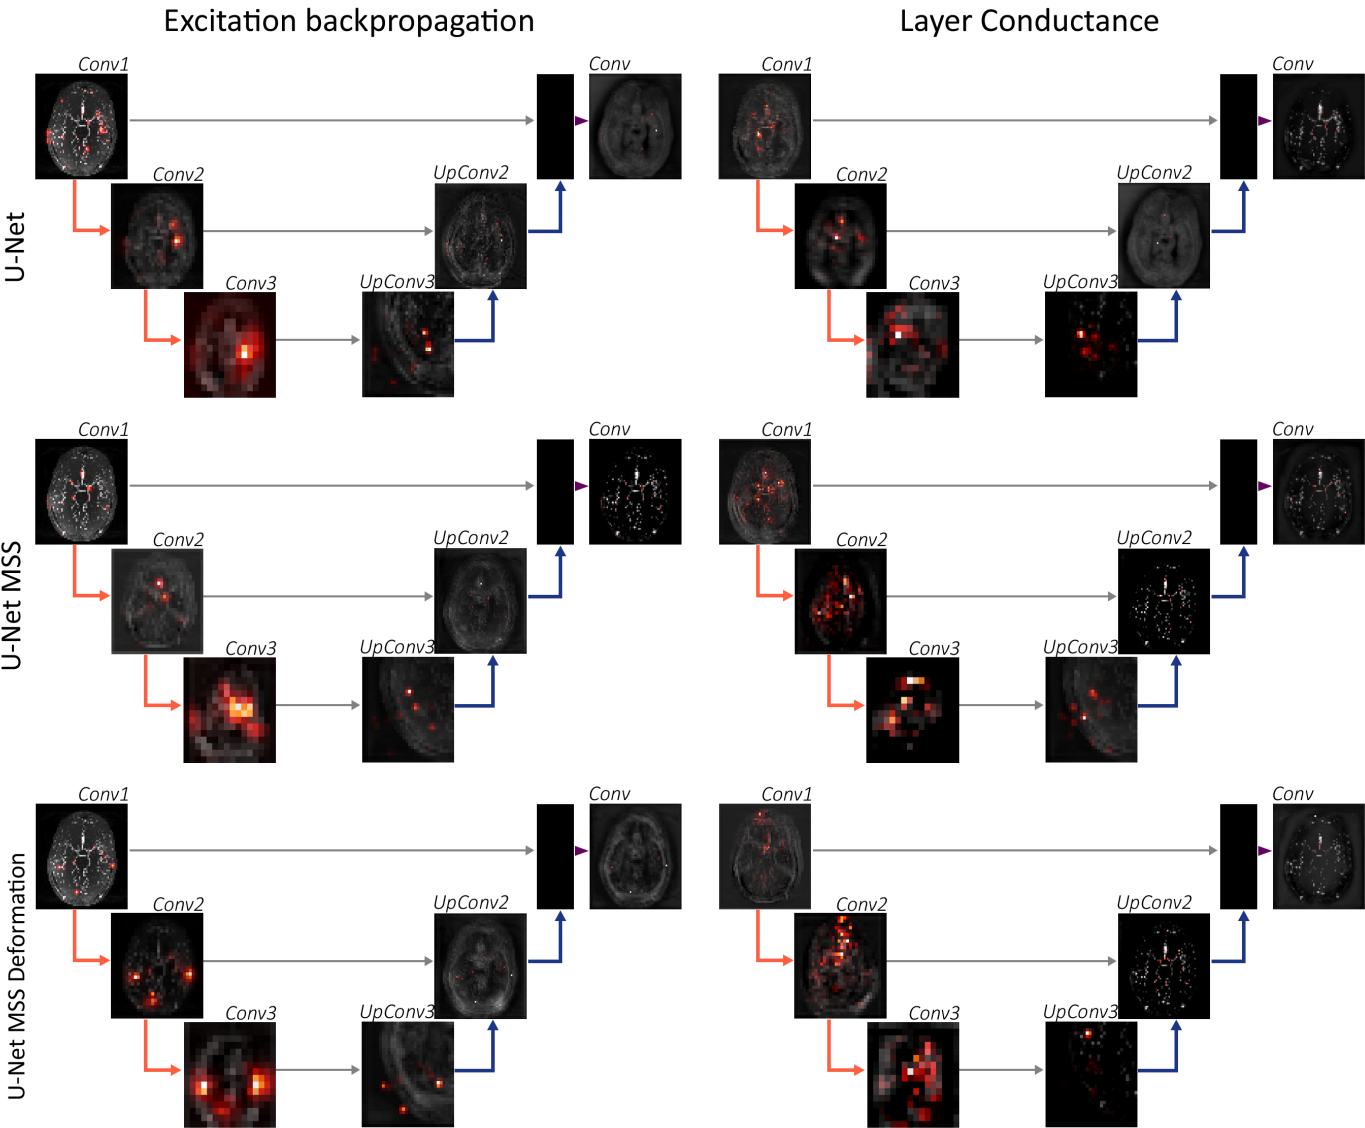 Excitation backpropagation
Layer Conductance
U-Net
Conv1
Conv
Conv2
UpConv2
Conv3
UpConv3
Conv1
Conv
Conv2
UpConv2
Conv3
UpConv3
U-Net MSS
Conv1
Conv
Conv2
UpConv2
Conv3
UpConv3
Conv1
Conv
Conv2
UpConv2
Conv3
UpConv3
U-Net MSS Deformation
Conv1
Conv
Conv2
UpConv2
Conv3
UpConv3
Conv1
Conv
Conv2
UpConv2
Conv3
UpConv3